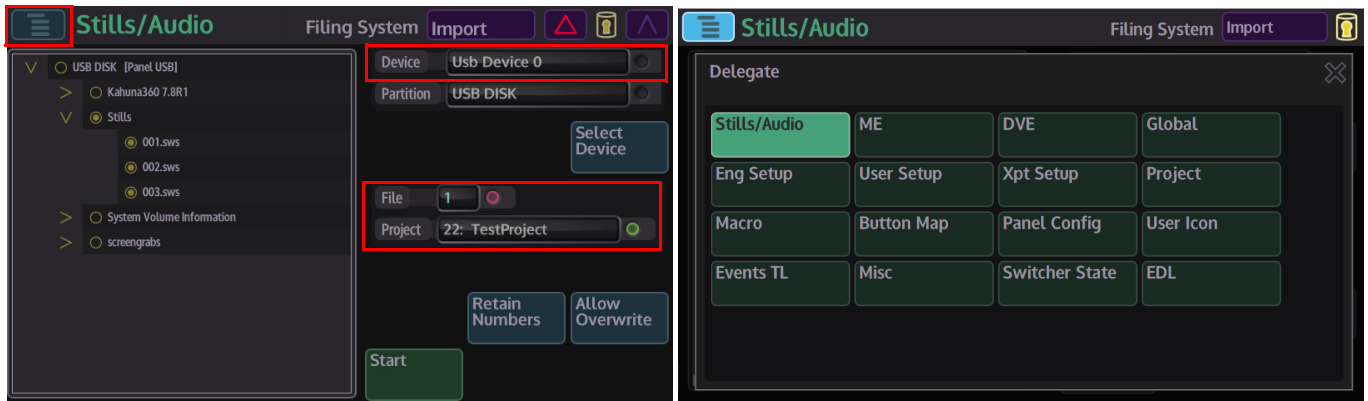 Stills/Audio
Filing System Import
USB DISK [Panel USB]
Kahuna360 7.8R1
Stills
001.sws
002.sws
003.sws
System Volume Information
screengrabs
Device Usb Device 0
Partition USB DISK
Select
Device
File 1
Project 22: TestProject
Retain
Numbers
Allow
Overwrite
Start
Stills/Audio
Filing System Import
Delegate
Stills/Audio ME DVE Global
Eng Setup User Setup Xpt Setup Project
Macro Button Map Panel Config User Icon
Events TL Misc Switcher State EDL